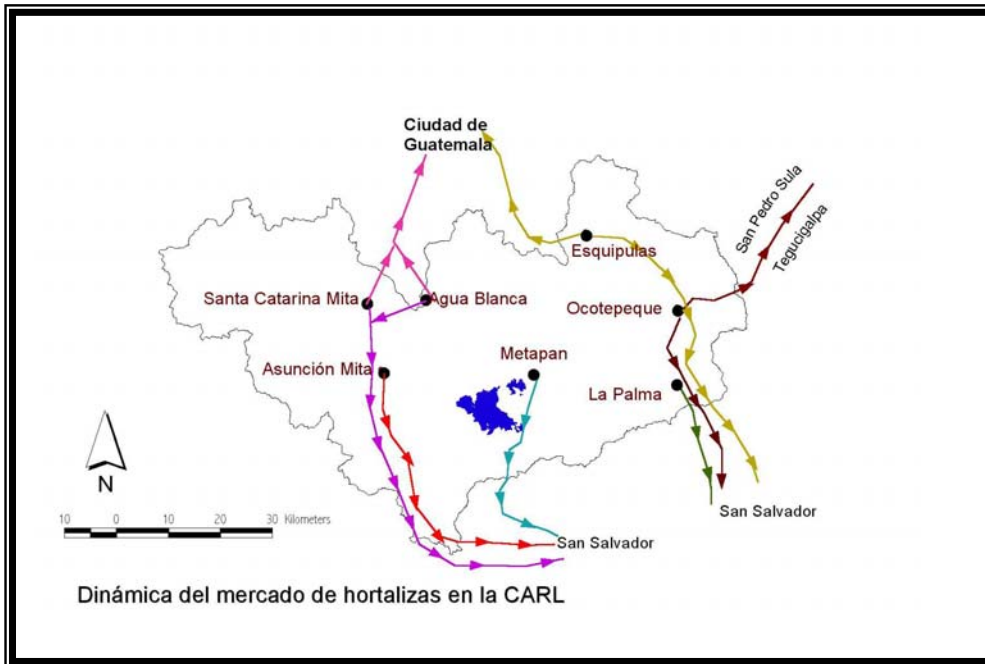 Ciudad de
Guatemala
San Pedro Sula
Tegucigalpa
Esquipulas
Santa Catarina Mita
Agua Blanca
Ocotepeque
Asunción Mita
Metapan
La Palma
N
San Salvador
10 0 10 20 30 Kilometers
San Salvador
Dinámica del mercado de hortalizas en la CARL